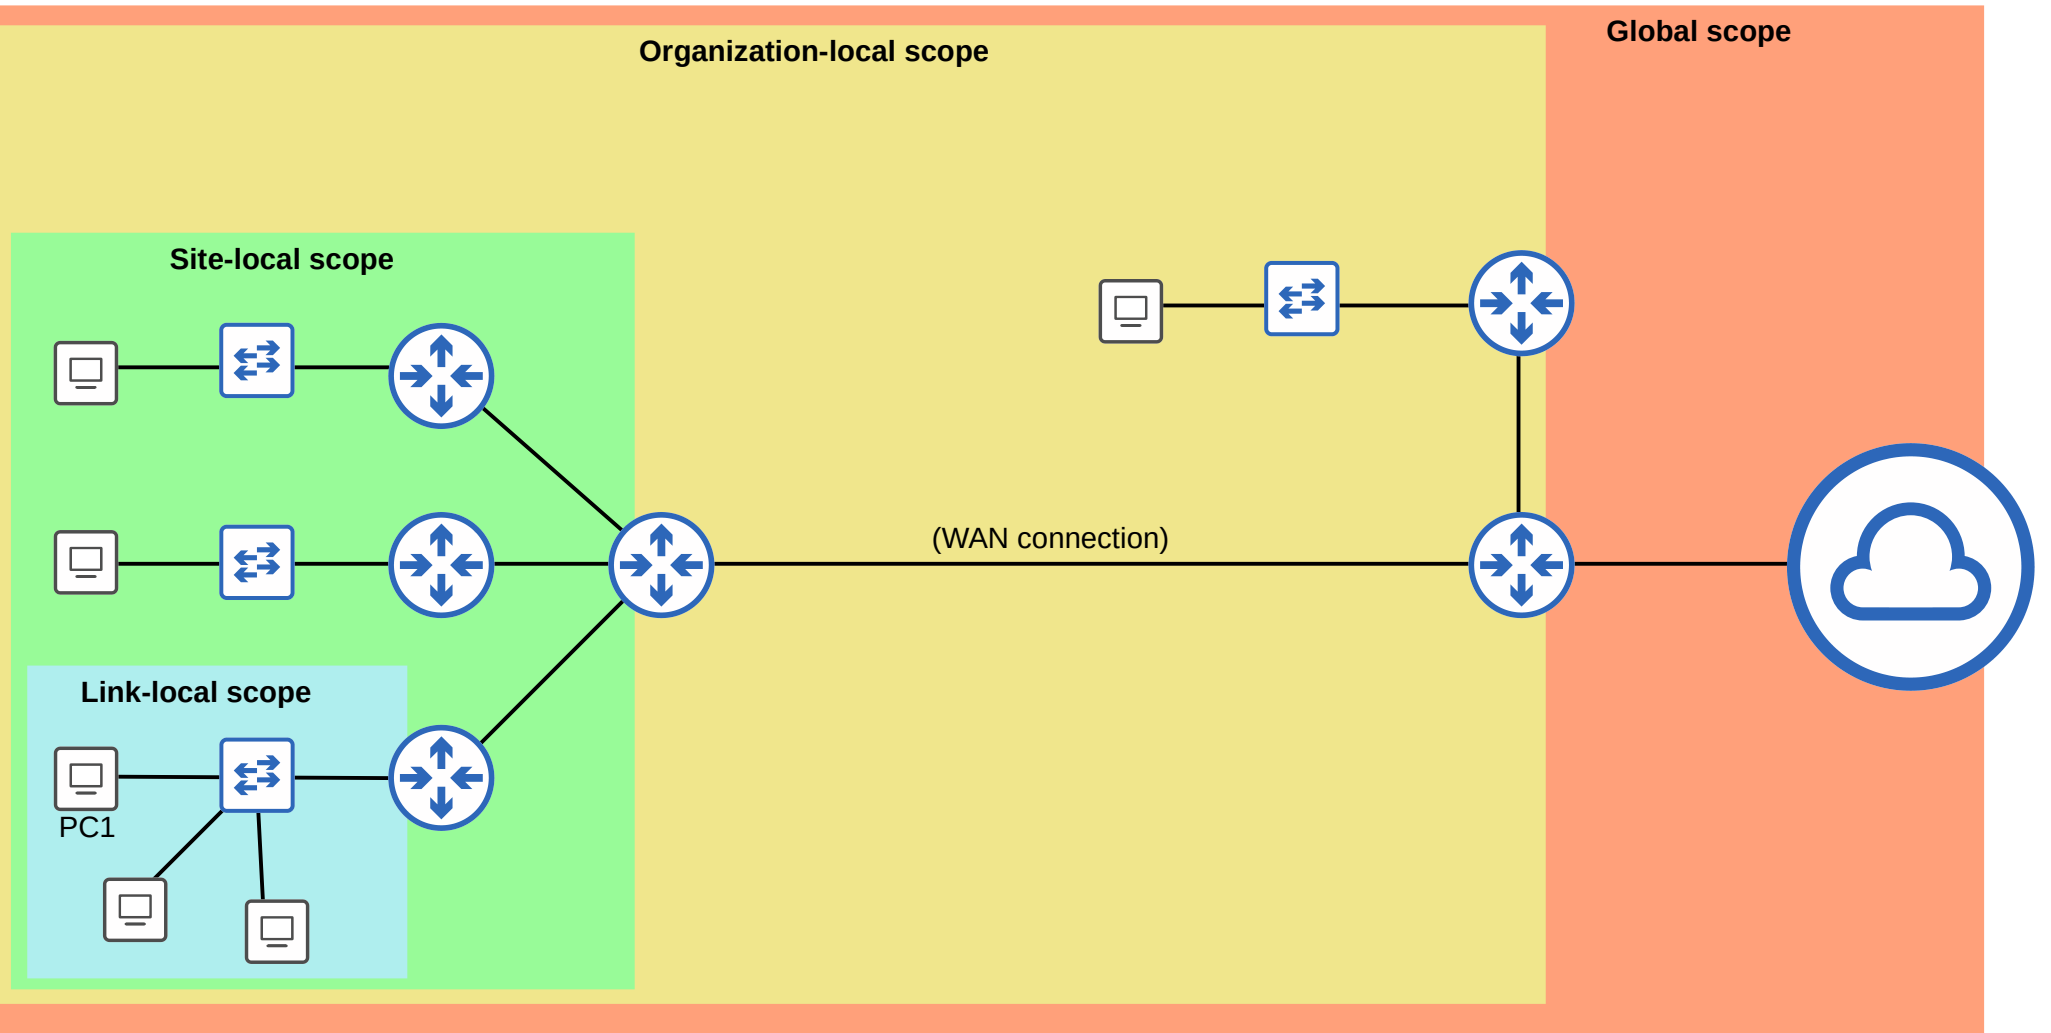 Global scope
Organization-local scope
Site-local scope
(WAN connection)
Link-local scope
PC1